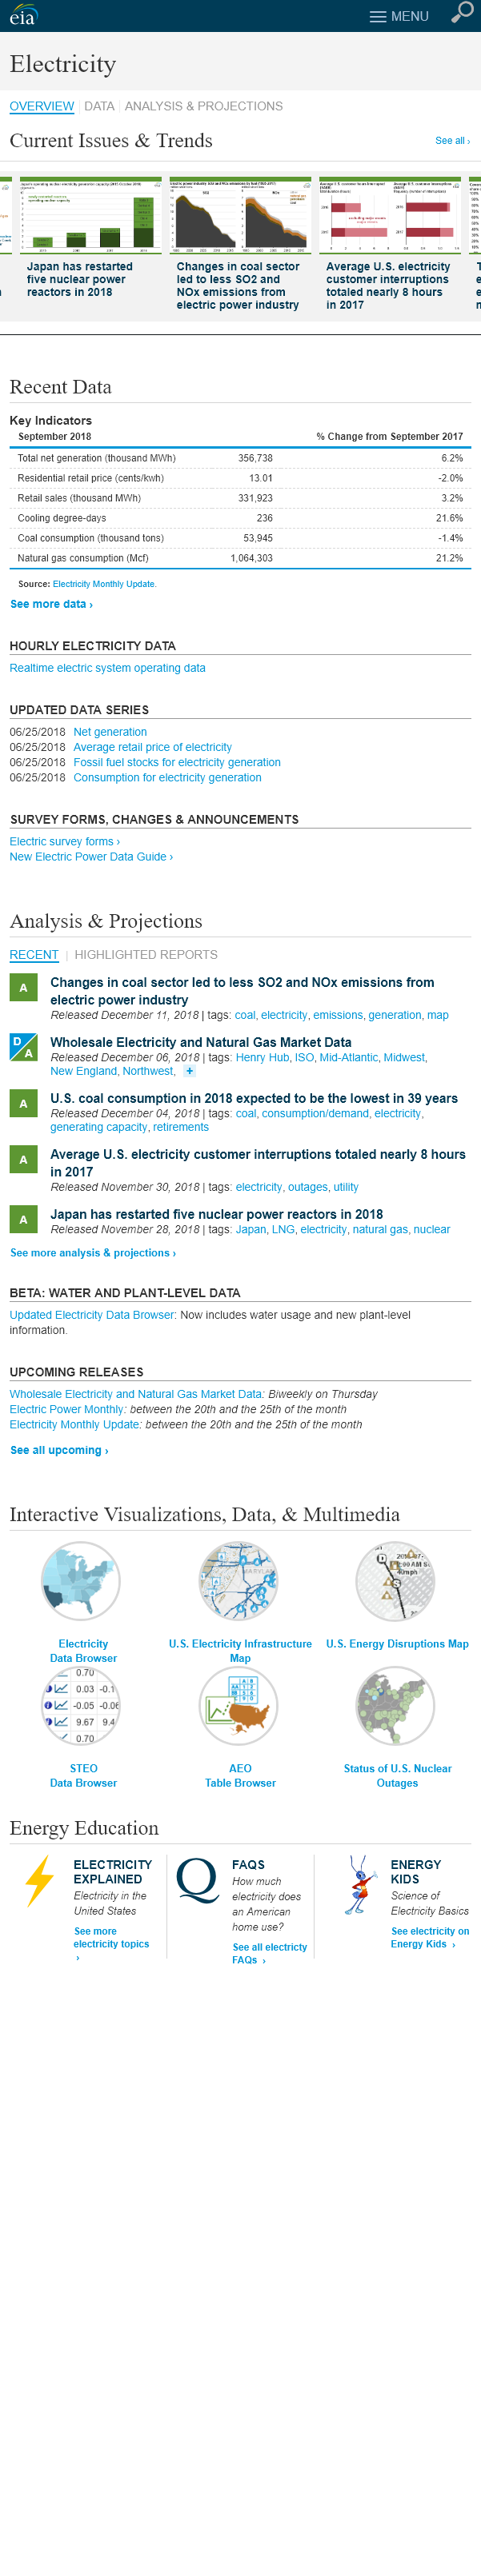 eia
MENU
Electricity
OVERVIEW
DATA
ANALYSIS & PROJECTIONS
Current Issues & Trends
See all ›
Japan has restarted
five nuclear power
reactors in 2018
Changes in coal sector
led to less SO2 and
NOx emissions from
electric power industry
Average U.S. electricity
customer interruptions
totaled nearly 8 hours
in 2017
Recent Data
Key Indicators
September 2018 % Change from September 2017
Total net generation (thousand MWh) 356,738 6.2%
Residential retail price (cents/kwh) 13.01 -2.0%
Retail sales (thousand MWh) 331,923 3.2%
Cooling degree-days 236 21.6%
Coal consumption (thousand tons) 53,945 -1.4%
Natural gas consumption (Mcf) 1,064,303 21.2%
Source: Electricity Monthly Update.
See more data ›
HOURLY ELECTRICITY DATA
Realtime electric system operating data
UPDATED DATA SERIES
06/25/2018 Net generation
06/25/2018 Average retail price of electricity
06/25/2018 Fossil fuel stocks for electricity generation
06/25/2018 Consumption for electricity generation
SURVEY FORMS, CHANGES & ANNOUNCEMENTS
Electric survey forms ›
New Electric Power Data Guide ›
Analysis & Projections
RECENT | HIGHLIGHTED REPORTS
A
Changes in coal sector led to less SO2 and NOx emissions from
electric power industry
Released December 11, 2018 | tags: coal, electricity, emissions, generation, map
D A
Wholesale Electricity and Natural Gas Market Data
Released December 06, 2018 | tags: Henry Hub, ISO, Mid-Atlantic, Midwest,
New England, Northwest, +
A
U.S. coal consumption in 2018 expected to be the lowest in 39 years
Released December 04, 2018 | tags: coal, consumption/demand, electricity,
generating capacity, retirements
A
Average U.S. electricity customer interruptions totaled nearly 8 hours
in 2017
Released November 30, 2018 | tags: electricity, outages, utility
A
Japan has restarted five nuclear power reactors in 2018
Released November 28, 2018 | tags: Japan, LNG, electricity, natural gas, nuclear
See more analysis & projections ›
BETA: WATER AND PLANT-LEVEL DATA
Updated Electricity Data Browser: Now includes water usage and new plant-level
information.
UPCOMING RELEASES
Wholesale Electricity and Natural Gas Market Data: Biweekly on Thursday
Electric Power Monthly: between the 20th and the 25th of the month
Electricity Monthly Update: between the 20th and the 25th of the month
See all upcoming ›
Interactive Visualizations, Data, & Multimedia
Electricity
Data Browser
U.S. Electricity Infrastructure
Map
U.S. Energy Disruptions Map
0.70
0.03 -0.1
-0.05 -0.06
9.67 9.4
0.70
STEO
Data Browser
AEO
Table Browser
Status of U.S. Nuclear
Outages
Energy Education
ELECTRICITY
EXPLAINED
Electricity in the
United States
See more
electricity topics
›
Q
FAQS
How much
electricity does
an American
home use?
See all electricty
FAQs ›
ENERGY
KIDS
Science of
Electricity Basics
See electricity on
Energy Kids ›